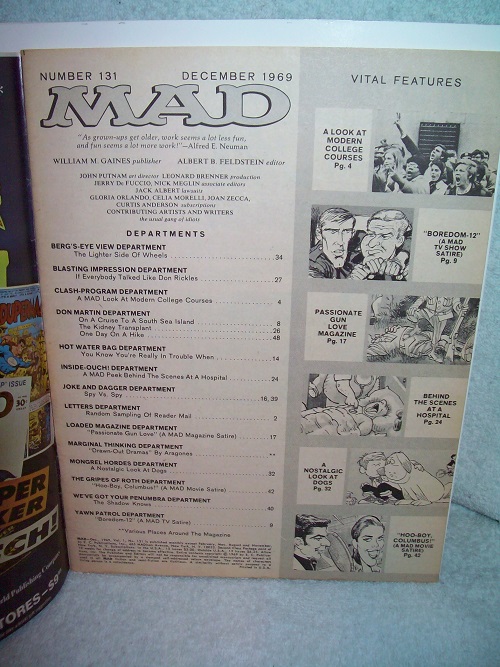 NUMBER 131 DECEMBER 1969
MAD
"As grown-ups get older, work seems a lot less fun,
and fun seems a lot more work!"—Alfred E. Neuman
WILLIAM M. GAINES publisher ALBERT B. FELDSTEIN editor
JOHN PUTNAM art director LEONARD BRENNER production
JERRY De FUCCIO, NICK MEGLIN associate editors
JACK ALBERT lawsuits
GLORIA ORLANDO, CELIA MORELLI, JOAN ZECCA,
CURTIS ANDERSON subscriptions
CONTRIBUTING ARTISTS AND WRITERS
the usual gang of idiots
DEPARTMENTS
BERG'S-EYE VIEW DEPARTMENT
The Lighter Side Of Wheels 34
BLASTING IMPRESSION DEPARTMENT
If Everybody Talked Like Don Rickles 27
CLASH-PROGRAM DEPARTMENT
A MAD Look At Modern College Courses 4
DON MARTIN DEPARTMENT
On A Cruise To A South Sea Island 8
The Kidney Transplant 26
One Day On A Hike 48
HOT WATER BAG DEPARTMENT
You Know You're Really In Trouble When 14
INSIDE-OUCH! DEPARTMENT
A MAD Peek Behind The Scenes At A Hospital 24
JOKE AND DAGGER DEPARTMENT
Spy Vs. Spy 16, 39
LETTERS DEPARTMENT
Random Sampling Of Reader Mail 2
LOADED MAGAZINE DEPARTMENT
"Passionate Gun Love" (A MAD Magazine Satire) 17
MARGINAL THINKING DEPARTMENT
"Drawn-Out Dramas" By Aragones **
MONGREL HORDES DEPARTMENT
A Nostalgic Look At Dogs 32
THE GRIPES OF ROTH DEPARTMENT
"Hoo-Boy, Columbus!" (A MAD Movie Satire) 42
WE'VE GOT YOUR PENUMBRA DEPARTMENT
The Shadow Knows 40
YAWN PATROL DEPARTMENT
"Boredom-12" (A MAD TV Satire) 9
**Various Places Around The Magazine
VITAL FEATURES
A LOOK AT
MODERN
COLLEGE
COURSES
Pg. 4
"BOREDOM-12"
(A MAD
TV SHOW
SATIRE)
Pg. 9
PASSIONATE
GUN
LOVE
MAGAZINE
Pg. 17
BEHIND
THE SCENES
AT A
HOSPITAL
Pg. 24
A
NOSTALGIC
LOOK AT
DOGS
Pg. 32
"HOO-BOY,
COLUMBUS!"
(A MAD MOVIE
SATIRE)
Pg. 42
ISSUE
30¢
TORES—